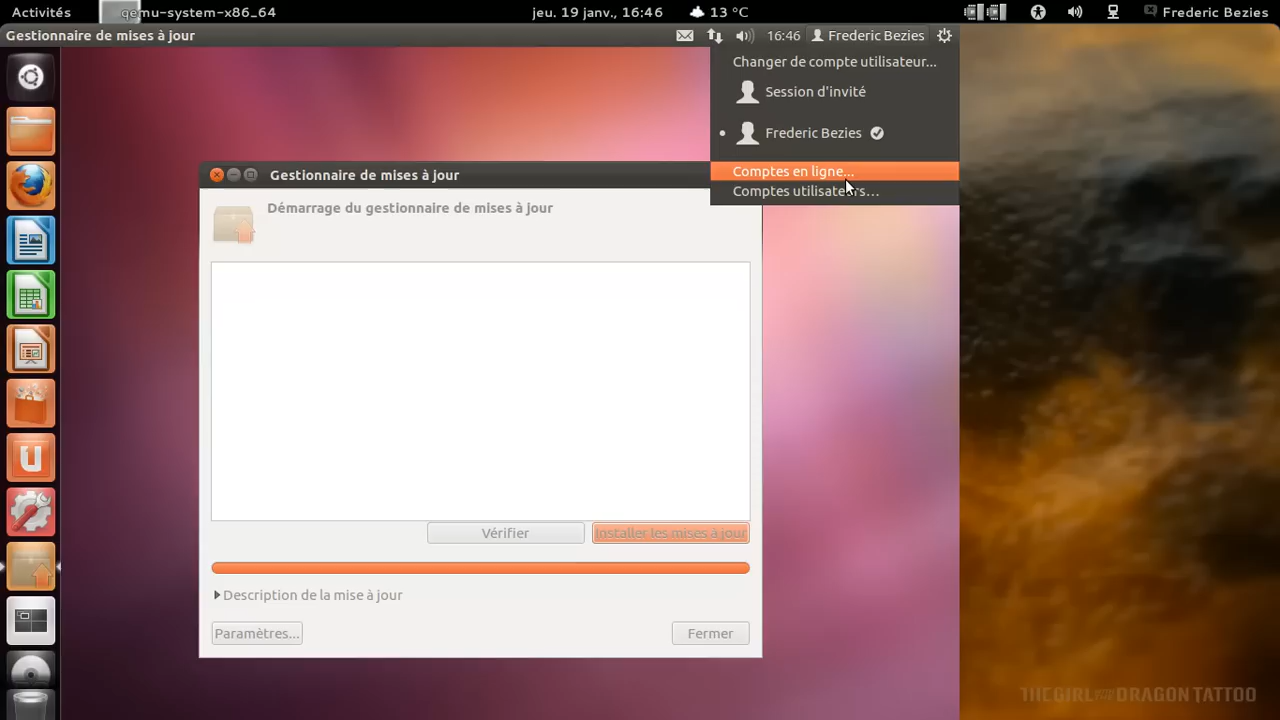 Activités
qemu-system-x86_64
jeu. 19 janv., 16:46
13 °C
Frederic Bezies
Gestionnaire de mises à jour
16:46
Frederic Bezies
Changer de compte utilisateur...
Session d'invité
Frederic Bezies
Comptes en ligne...
Comptes utilisateurs...
Gestionnaire de mises à jour
Démarrage du gestionnaire de mises à jour
Vérifier
Installer les mises à jour
Description de la mise à jour
Paramètres...
Fermer
THE GIRL WITH THE DRAGON TATTOO